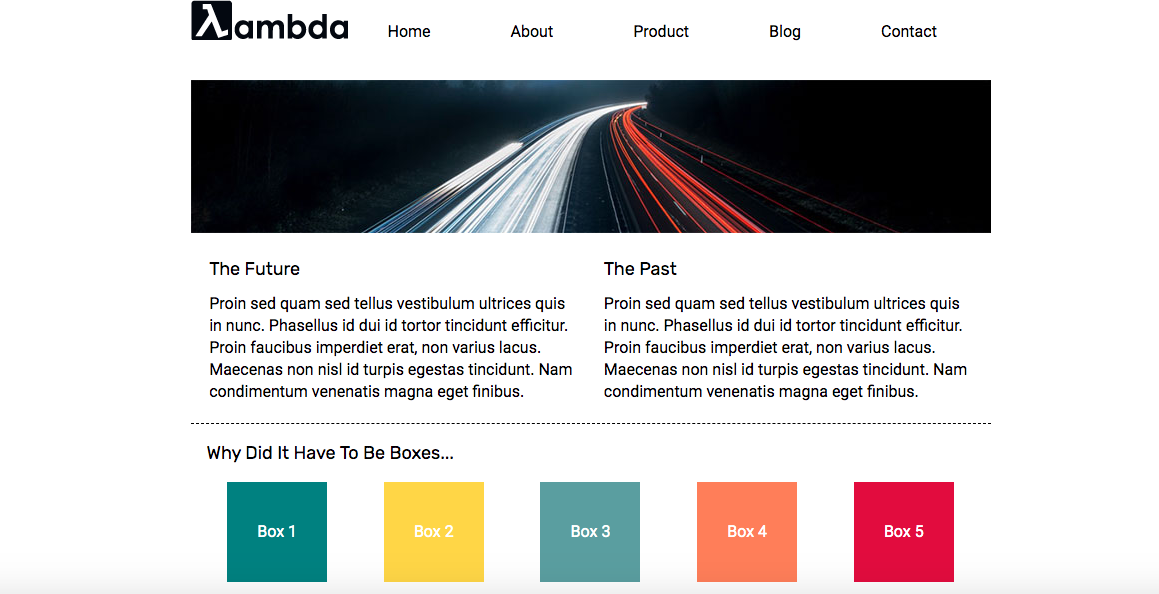 λambda
Home About Product Blog Contact
The Future
Proin sed quam sed tellus vestibulum ultrices quis
in nunc. Phasellus id dui id tortor tincidunt efficitur.
Proin faucibus imperdiet erat, non varius lacus.
Maecenas non nisl id turpis egestas tincidunt. Nam
condimentum venenatis magna eget finibus.
The Past
Proin sed quam sed tellus vestibulum ultrices quis
in nunc. Phasellus id dui id tortor tincidunt efficitur.
Proin faucibus imperdiet erat, non varius lacus.
Maecenas non nisl id turpis egestas tincidunt. Nam
condimentum venenatis magna eget finibus.
Why Did It Have To Be Boxes...
Box 1 Box 2 Box 3 Box 4 Box 5